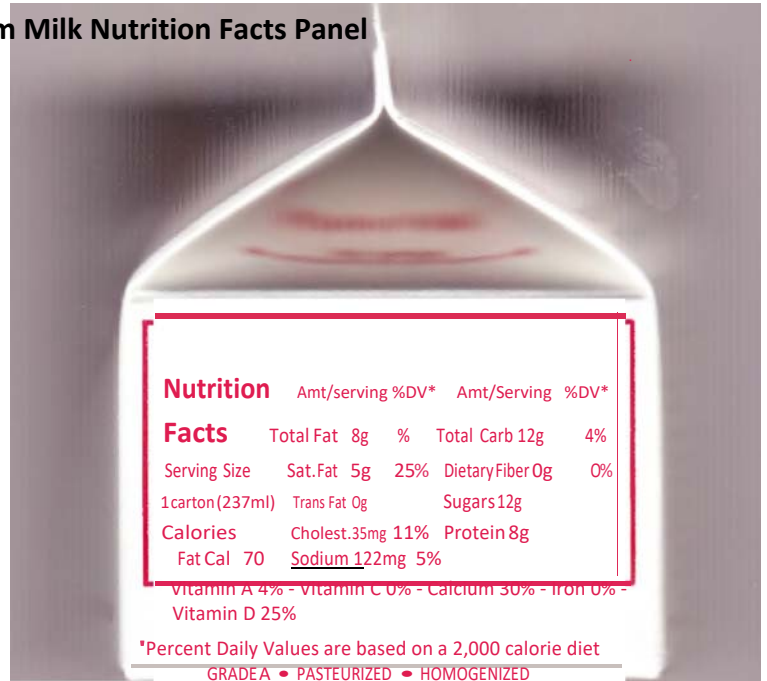 m Milk Nutrition Facts Panel
Nutrition Amt/serving %DV* Amt/Serving %DV*
Facts Total Fat 8g % Total Carb 12g 4%
Serving Size Sat.Fat 5g 25% Dietary Fiber 0g 0%
1 carton (237ml) Trans Fat 0g Sugars 12g
Calories Cholest. 35mg 11% Protein 8g
Fat Cal 70 Sodium 122mg 5%
Vitamin A 4% - Vitamin C 0% - Calcium 30% - Iron 0% -
Vitamin D 25%
*Percent Daily Values are based on a 2,000 calorie diet
GRADE A • PASTEURIZED • HOMOGENIZED